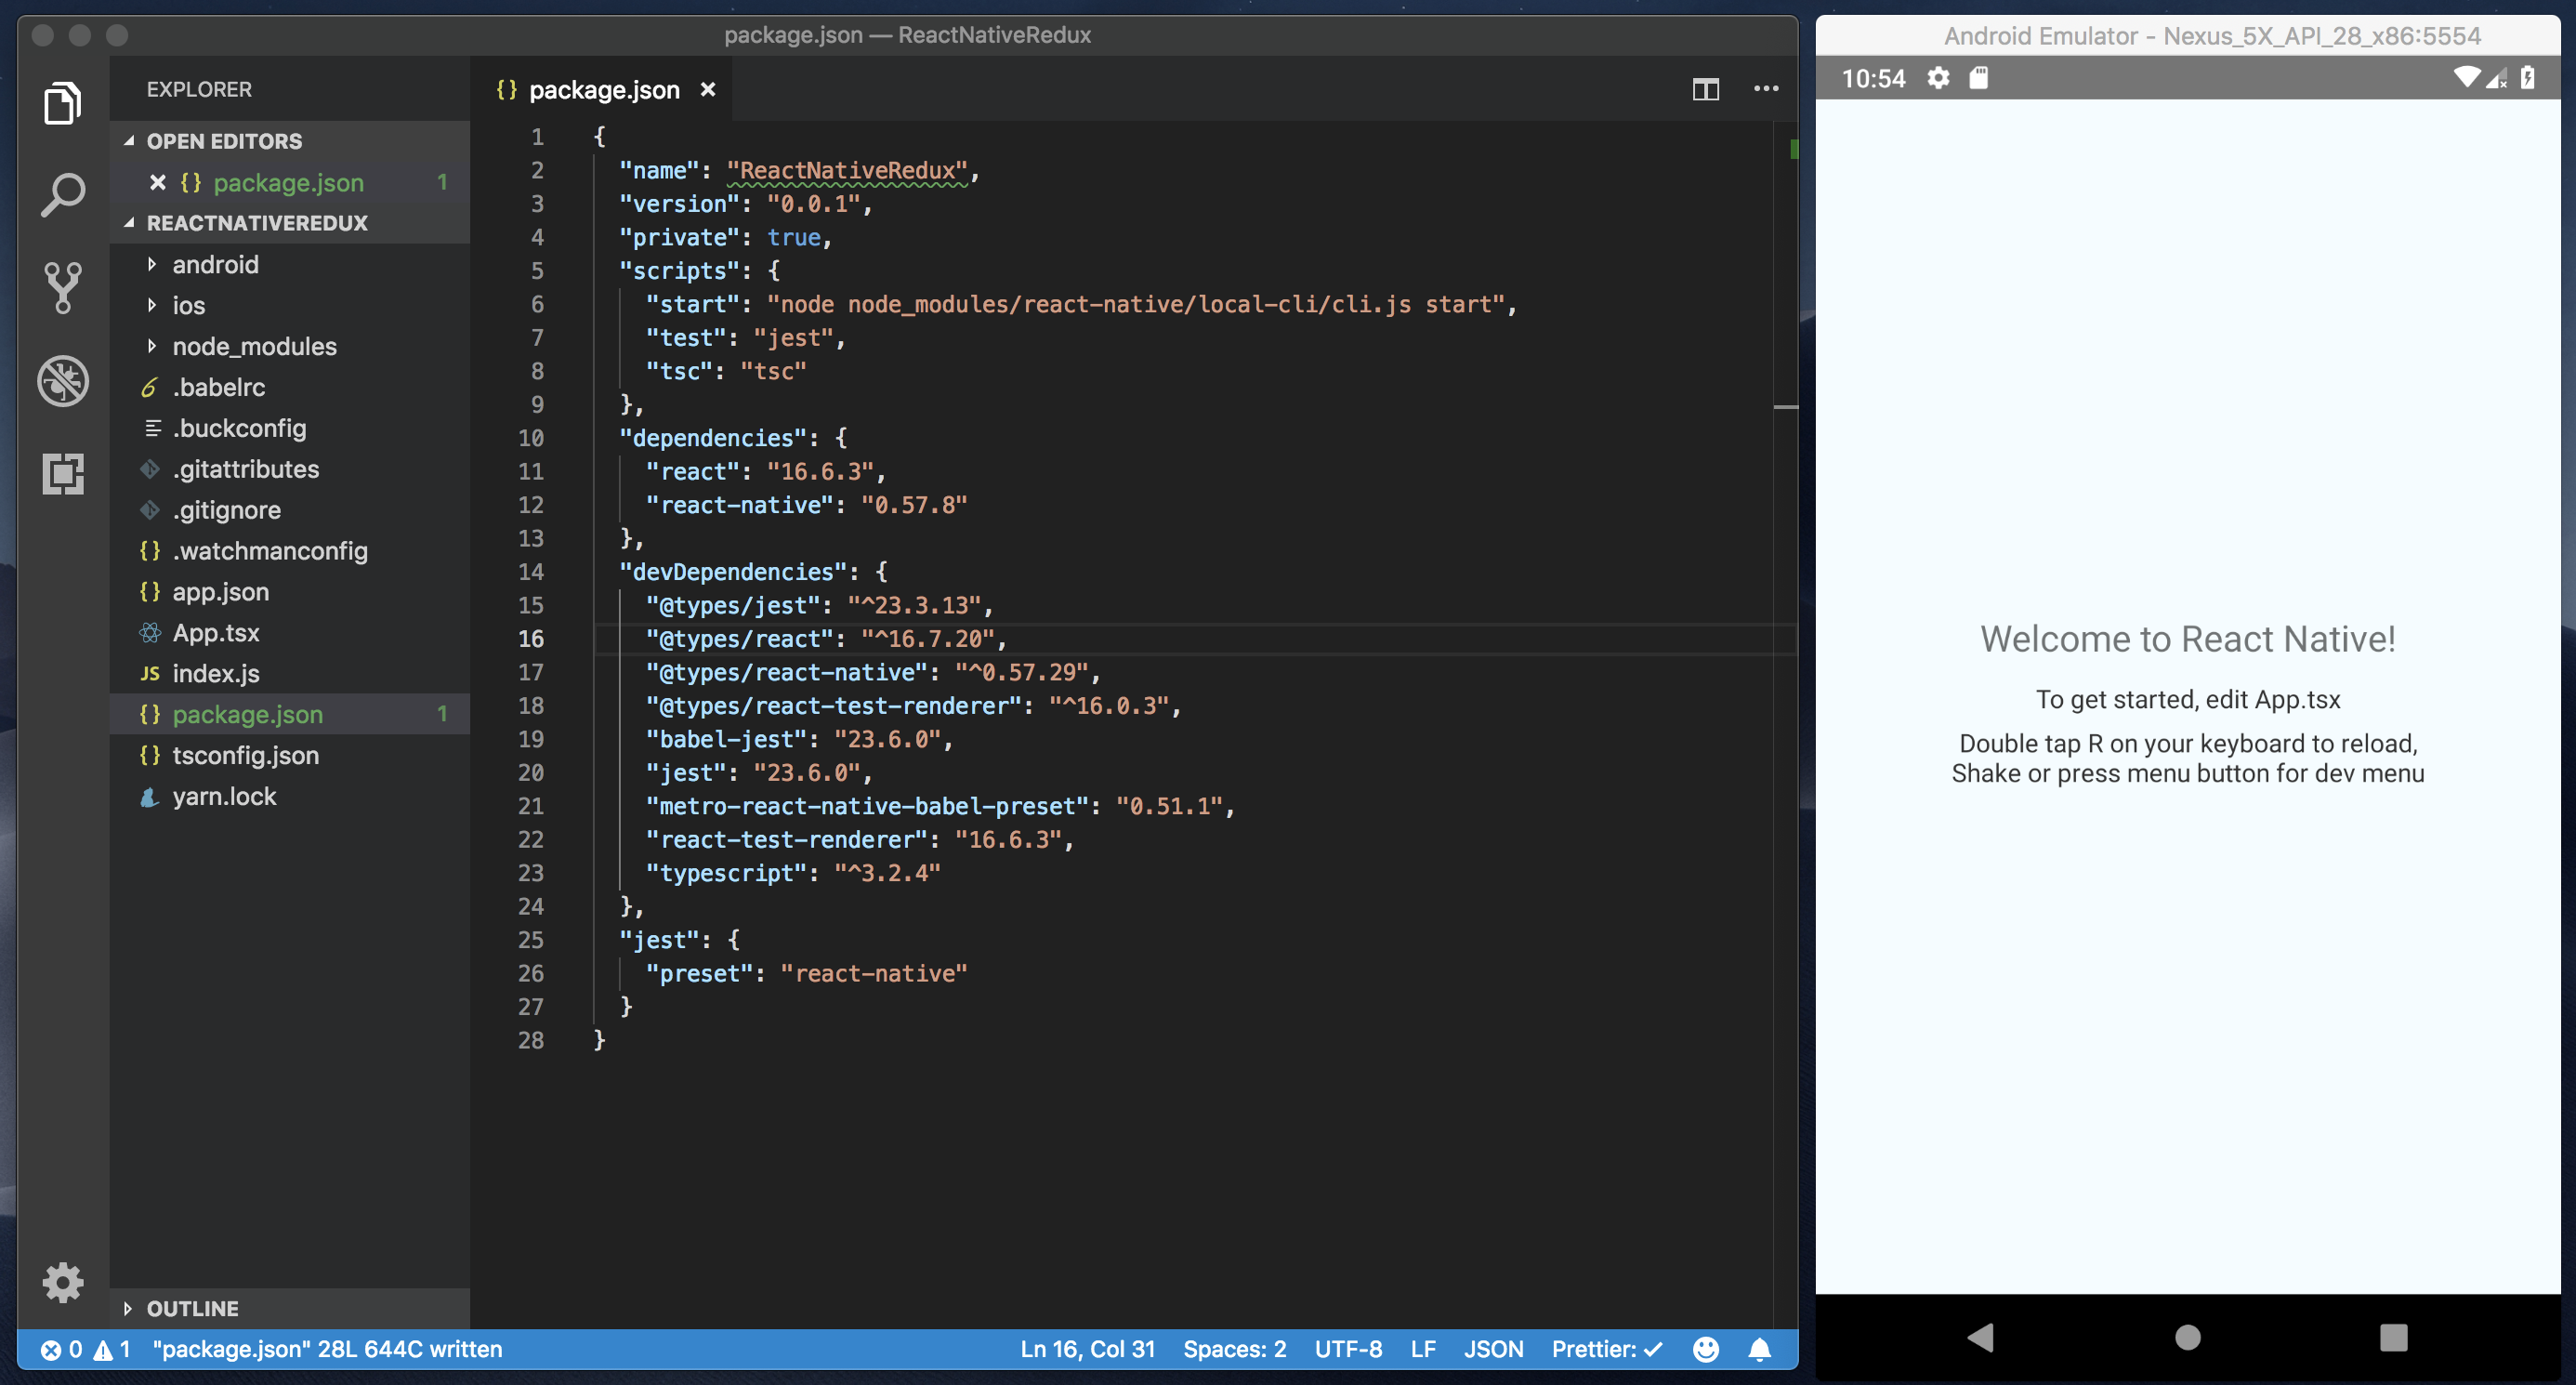 package.json — ReactNativeRedux
EXPLORER
OPEN EDITORS
{} package.json 1
REACTNATIVEREDUX
android
ios
node_modules
.babelrc
.buckconfig
.gitattributes
.gitignore
{} .watchmanconfig
{} app.json
App.tsx
JS index.js
{} package.json 1
{} tsconfig.json
yarn.lock
OUTLINE
{} package.json
1 {
2 "name": "ReactNativeRedux",
3 "version": "0.0.1",
4 "private": true,
5 "scripts": {
6 "start": "node node_modules/react-native/local-cli/cli.js start",
7 "test": "jest",
8 "tsc": "tsc"
9 },
10 "dependencies": {
11 "react": "16.6.3",
12 "react-native": "0.57.8"
13 },
14 "devDependencies": {
15 "@types/jest": "^23.3.13",
16 "@types/react": "^16.7.20",
17 "@types/react-native": "^0.57.29",
18 "@types/react-test-renderer": "^16.0.3",
19 "babel-jest": "23.6.0",
20 "jest": "23.6.0",
21 "metro-react-native-babel-preset": "0.51.1",
22 "react-test-renderer": "16.6.3",
23 "typescript": "^3.2.4"
24 },
25 "jest": {
26 "preset": "react-native"
27 }
28 }
0 1 "package.json" 28L 644C written
Ln 16, Col 31 Spaces: 2 UTF-8 LF JSON Prettier: ✓
Android Emulator - Nexus_5X_API_28_x86:5554
10:54
Welcome to React Native!
To get started, edit App.tsx
Double tap R on your keyboard to reload,
Shake or press menu button for dev menu